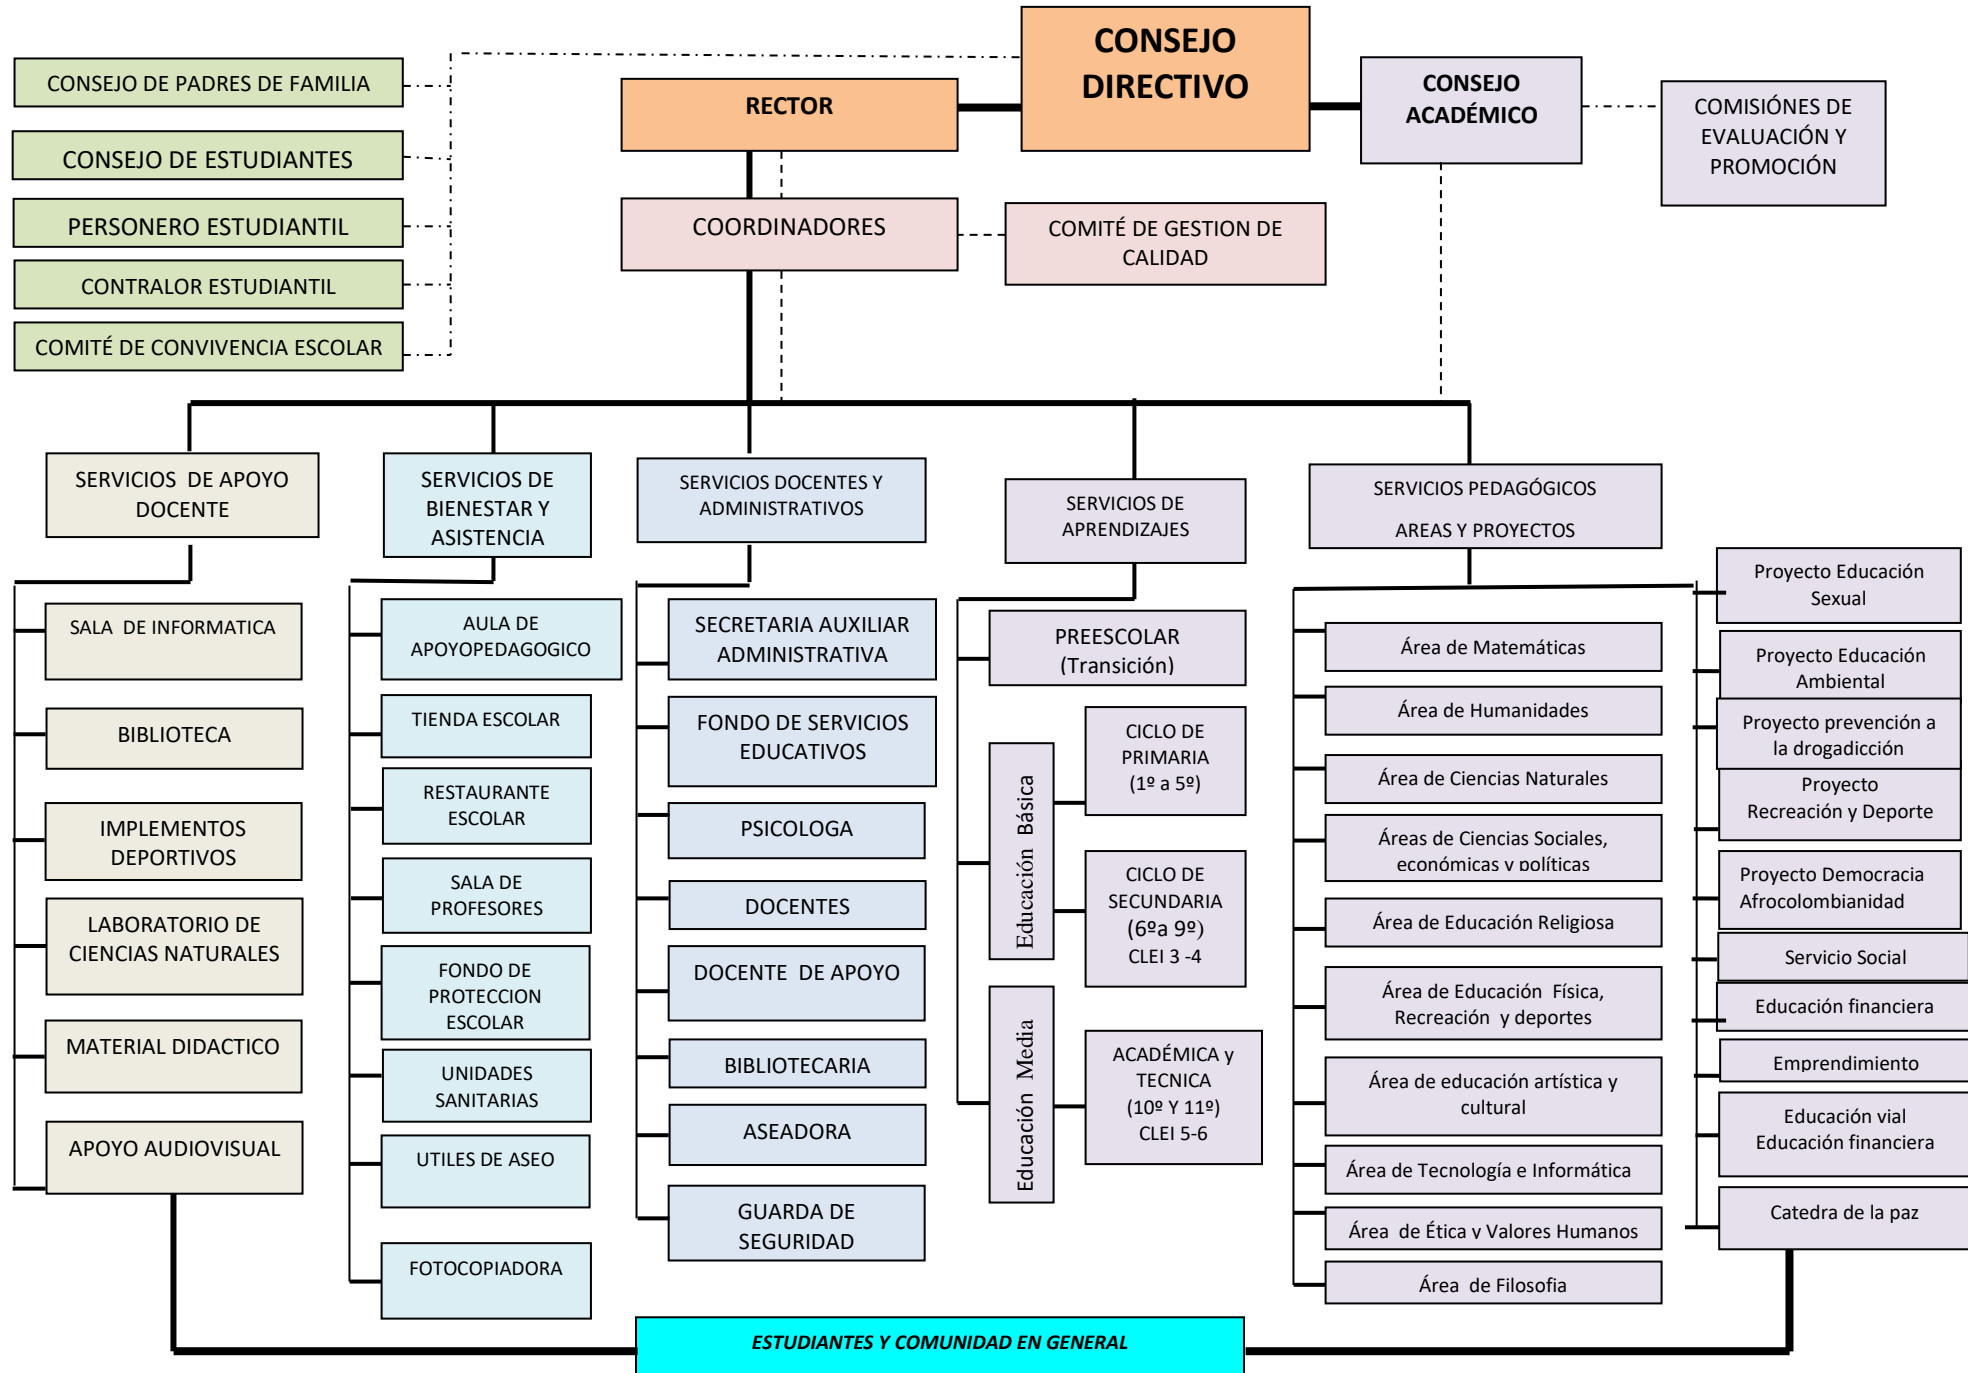 CONSEJO
DIRECTIVO
RECTOR
CONSEJO
ACADÉMICO
COMISIÓNES DE
EVALUACIÓN Y
PROMOCIÓN
CONSEJO DE PADRES DE FAMILIA
CONSEJO DE ESTUDIANTES
PERSONERO ESTUDIANTIL
CONTRALOR ESTUDIANTIL
COMITÉ DE CONVIVENCIA ESCOLAR
COORDINADORES
COMITÉ DE GESTION DE
CALIDAD
SERVICIOS DE APOYO
DOCENTE
SALA DE INFORMATICA
BIBLIOTECA
IMPLEMENTOS
DEPORTIVOS
LABORATORIO DE
CIENCIAS NATURALES
MATERIAL DIDACTICO
APOYO AUDIOVISUAL
SERVICIOS DE
BIENESTAR Y
ASISTENCIA
AULA DE
APOYOPEDAGOGICO
TIENDA ESCOLAR
RESTAURANTE
ESCOLAR
SALA DE
PROFESORES
FONDO DE
PROTECCION
ESCOLAR
UNIDADES
SANITARIAS
UTILES DE ASEO
FOTOCOPIADORA
SERVICIOS DOCENTES Y
ADMINISTRATIVOS
SECRETARIA AUXILIAR
ADMINISTRATIVA
FONDO DE SERVICIOS
EDUCATIVOS
PSICOLOGA
DOCENTES
DOCENTE DE APOYO
BIBLIOTECARIA
ASEADORA
GUARDA DE
SEGURIDAD
SERVICIOS DE
APRENDIZAJES
PREESCOLAR
(Transición)
Educación Básica
CICLO DE
PRIMARIA
(1º a 5º)
CICLO DE
SECUNDARIA
(6ºa 9º)
CLEI 3 -4
Educación Media
ACADÉMICA y
TECNICA
(10º Y 11º)
CLEI 5-6
SERVICIOS PEDAGÓGICOS
AREAS Y PROYECTOS
Área de Matemáticas
Área de Humanidades
Área de Ciencias Naturales
Áreas de Ciencias Sociales,
económicas y políticas
Área de Educación Religiosa
Área de Educación Física,
Recreación y deportes
Área de educación artística y
cultural
Área de Tecnología e Informática
Área de Ética y Valores Humanos
Área de Filosofia
Proyecto Educación
Sexual
Proyecto Educación
Ambiental
Proyecto prevención a
la drogadicción
Proyecto
Recreación y Deporte
Proyecto Democracia
Afrocolombianidad
Servicio Social
Educación financiera
Emprendimiento
Educación vial
Educación financiera
Catedra de la paz
ESTUDIANTES Y COMUNIDAD EN GENERAL